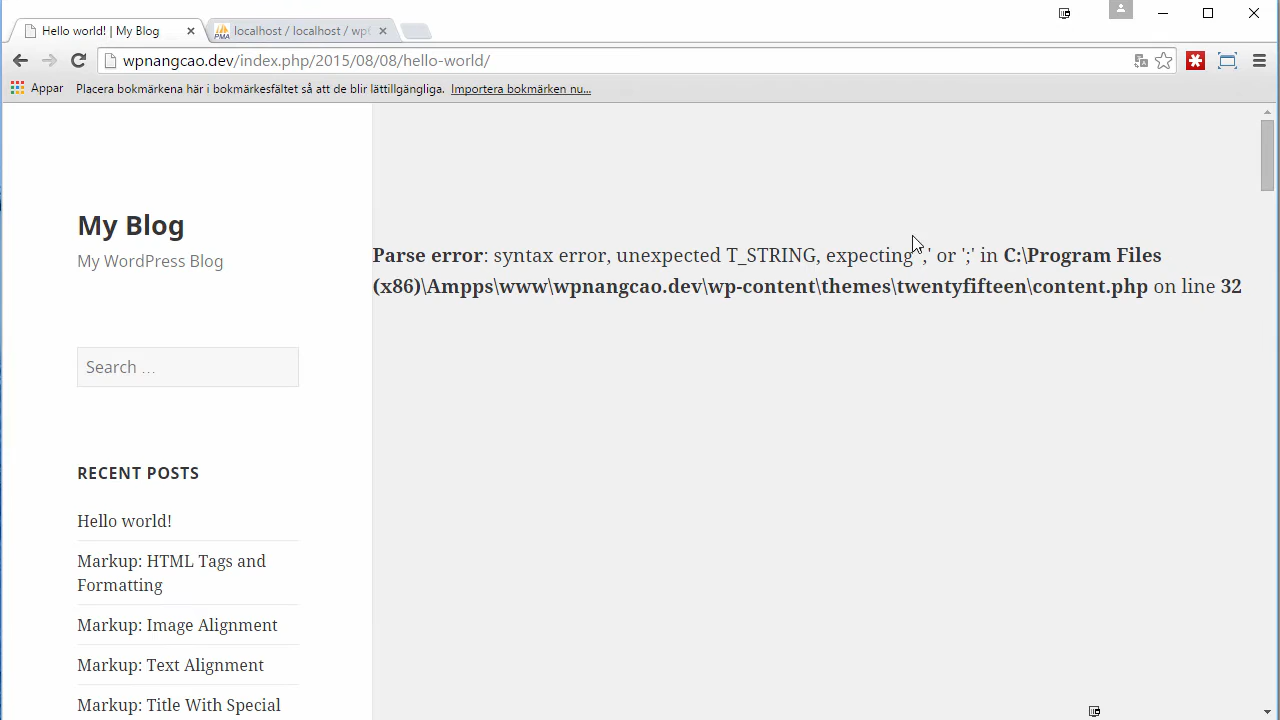 Hello world! | My Blog
localhost / localhost / wp
wpnangcao.dev/index.php/2015/08/08/hello-world/
Appar Placera bokmärkena här i bokmärkesfältet så att de blir lättillgängliga. Importera bokmärken nu...
My Blog
My WordPress Blog
Parse error: syntax error, unexpected T_STRING, expecting ',' or ';' in C:\Program Files
(x86)\Ampps\www\wpnangcao.dev\wp-content\themes\twentyfifteen\content.php on line 32
Search …
RECENT POSTS
Hello world!
Markup: HTML Tags and
Formatting
Markup: Image Alignment
Markup: Text Alignment
Markup: Title With Special